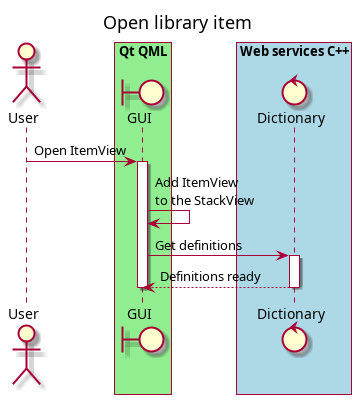 Open library item
Qt QML
Web services C++
User
GUI
Dictionary
Open ItemView
Add ItemView
to the StackView
Get definitions
Definitions ready
User
GUI
Dictionary